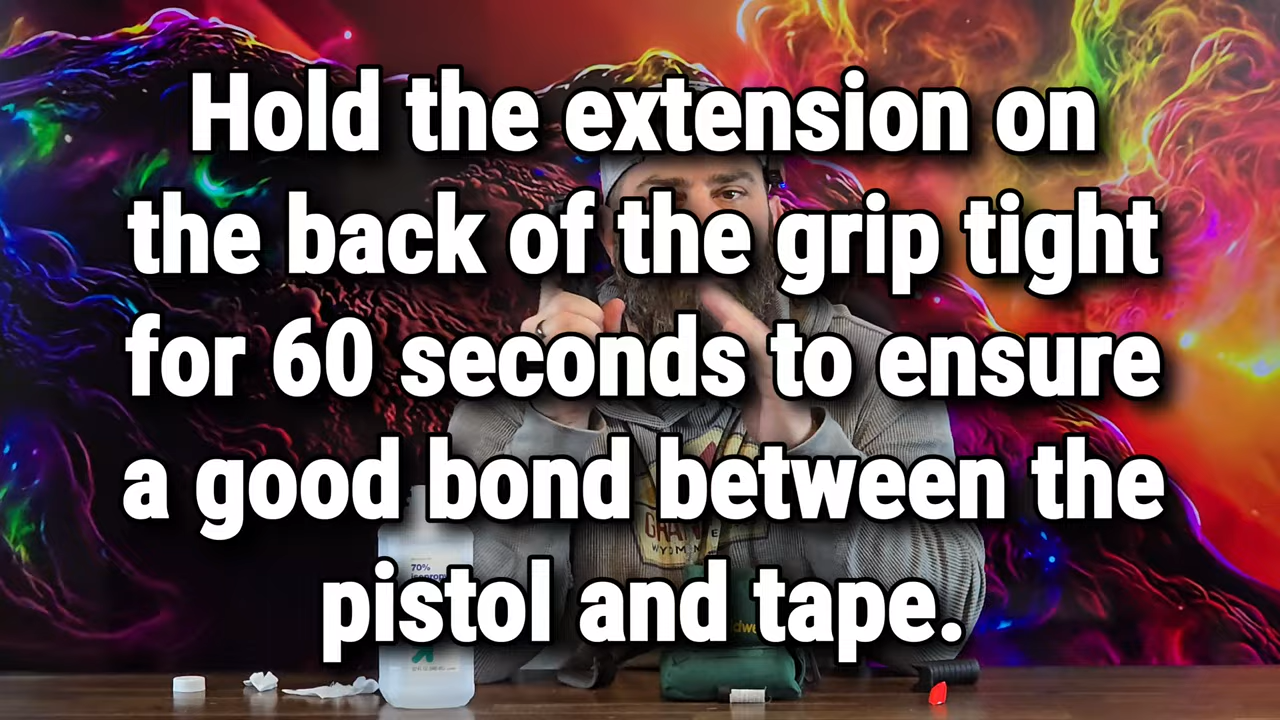 Hold the extension on
the back of the grip tight
for 60 seconds to ensure
a good bond between the
pistol and tape.
70%